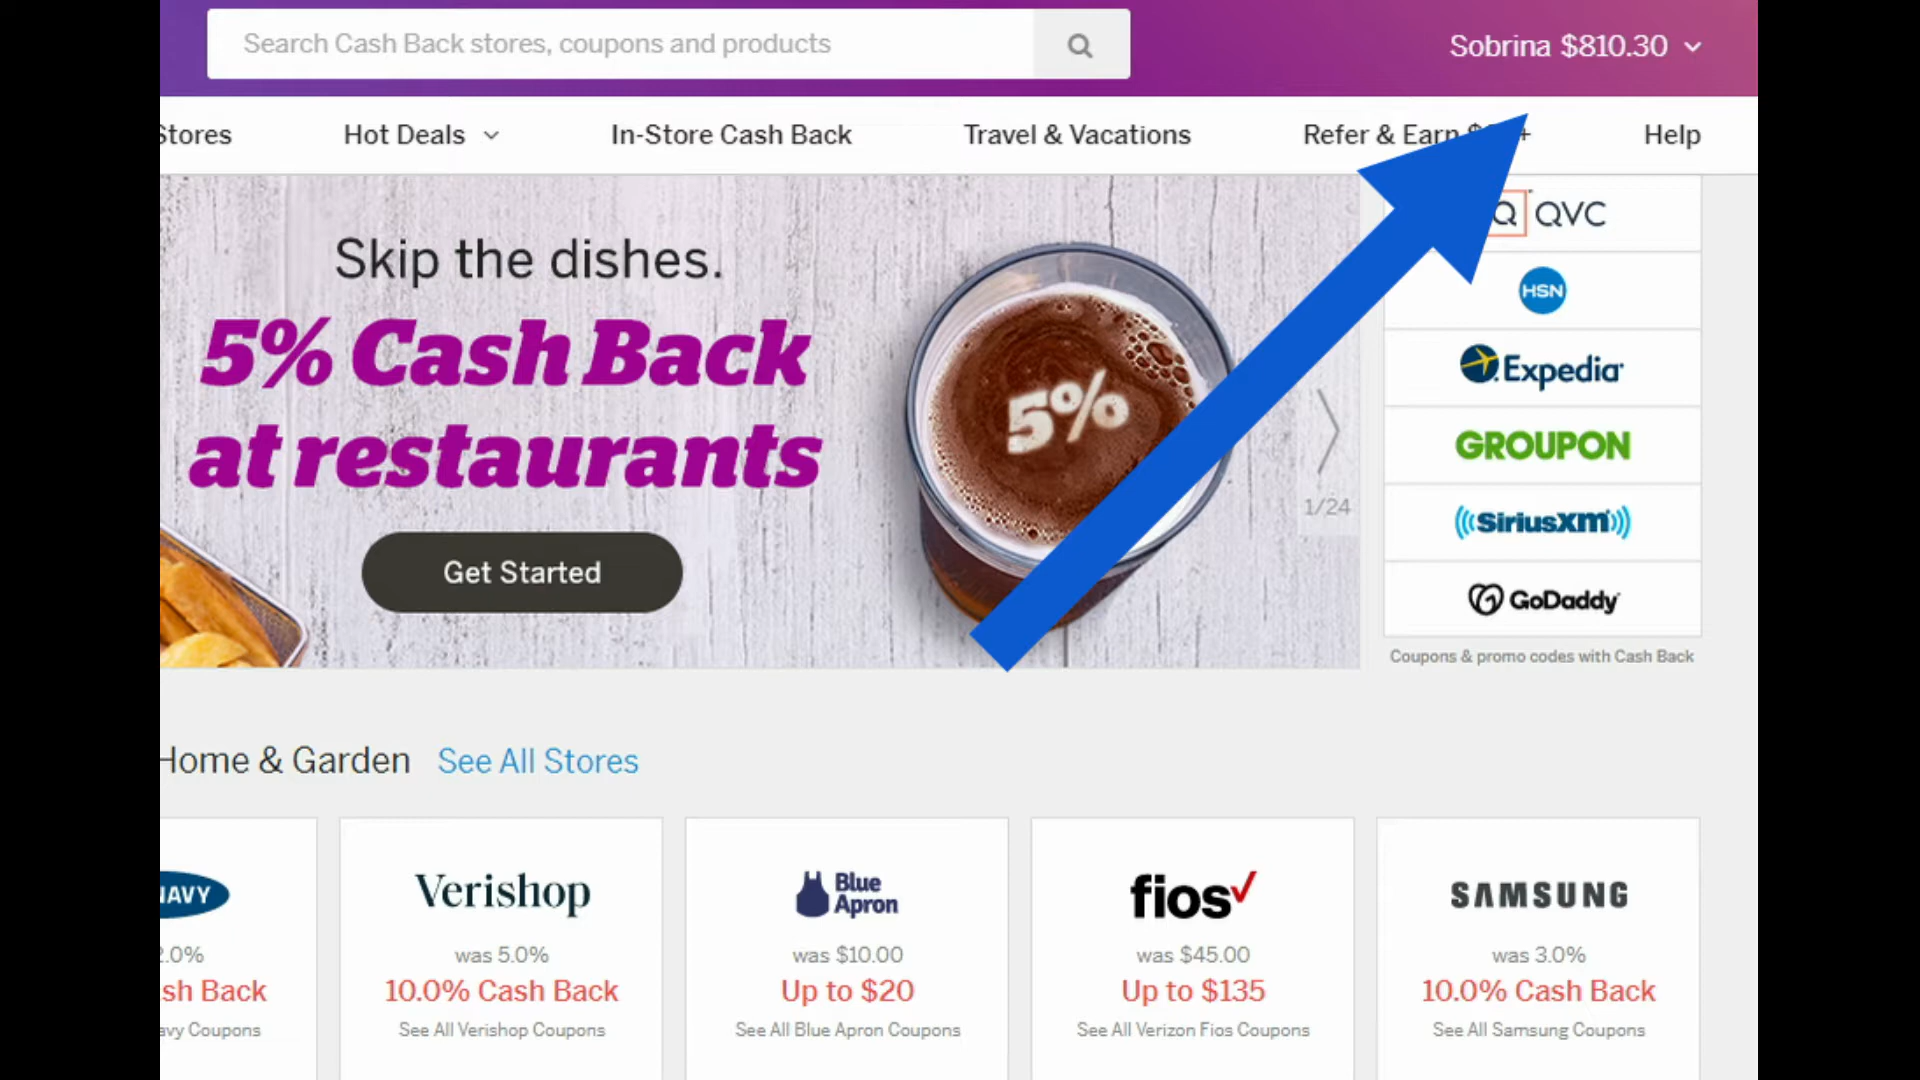 Search Cash Back stores, coupons and products
Sobrina $810.30
Stores
Hot Deals
In-Store Cash Back
Travel & Vacations
Refer & Earn
Help
Skip the dishes.
5% Cash Back
at restaurants
Get Started
5%
1/24
Q QVC
HSN
Expedia
GROUPON
SiriusXM
GoDaddy
Coupons & promo codes with Cash Back
Home & Garden
See All Stores
NAVY
2.0%
sh Back
avy Coupons
Verishop
was 5.0%
10.0% Cash Back
See All Verishop Coupons
Blue
Apron
was $10.00
Up to $20
See All Blue Apron Coupons
fios
was $45.00
Up to $135
See All Verizon Fios Coupons
SAMSUNG
was 3.0%
10.0% Cash Back
See All Samsung Coupons